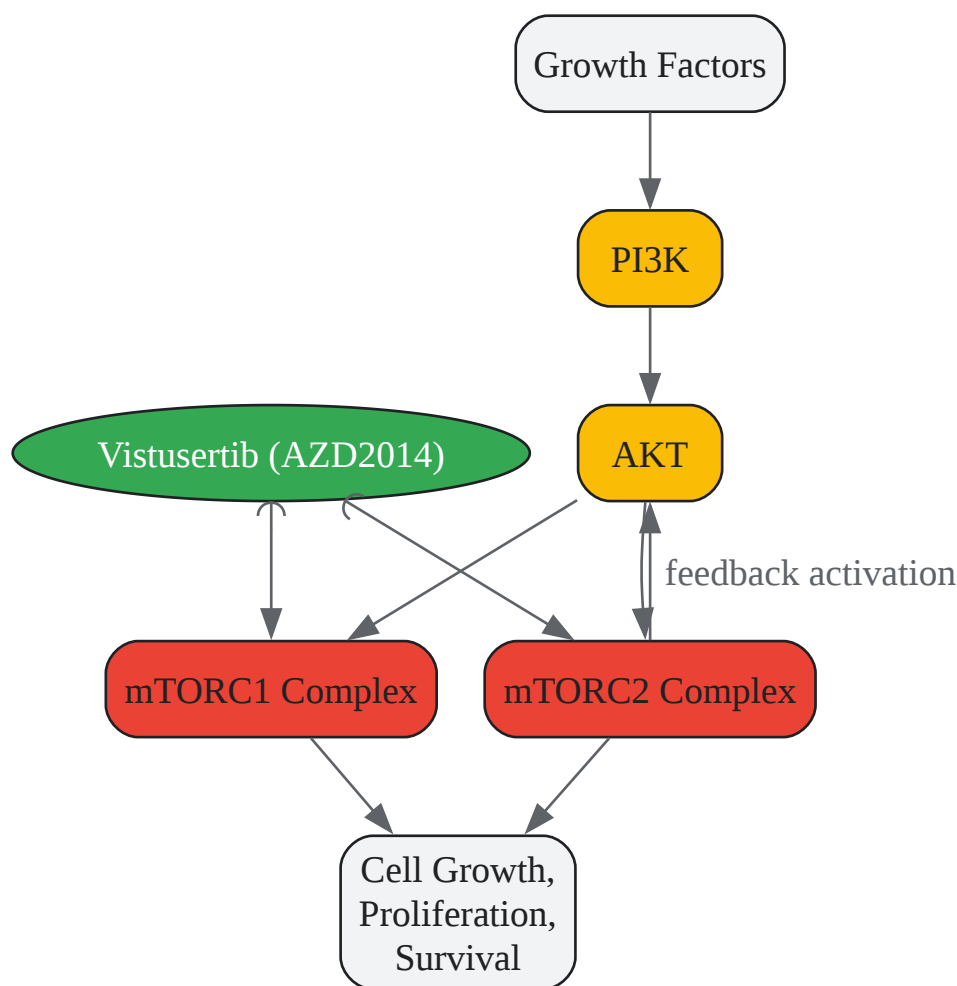 Growth Factors
PI3K
Vistusertib (AZD2014)
AKT
feedback activation
mTORC1 Complex
mTORC2 Complex
Cell Growth,
Proliferation,
Survival